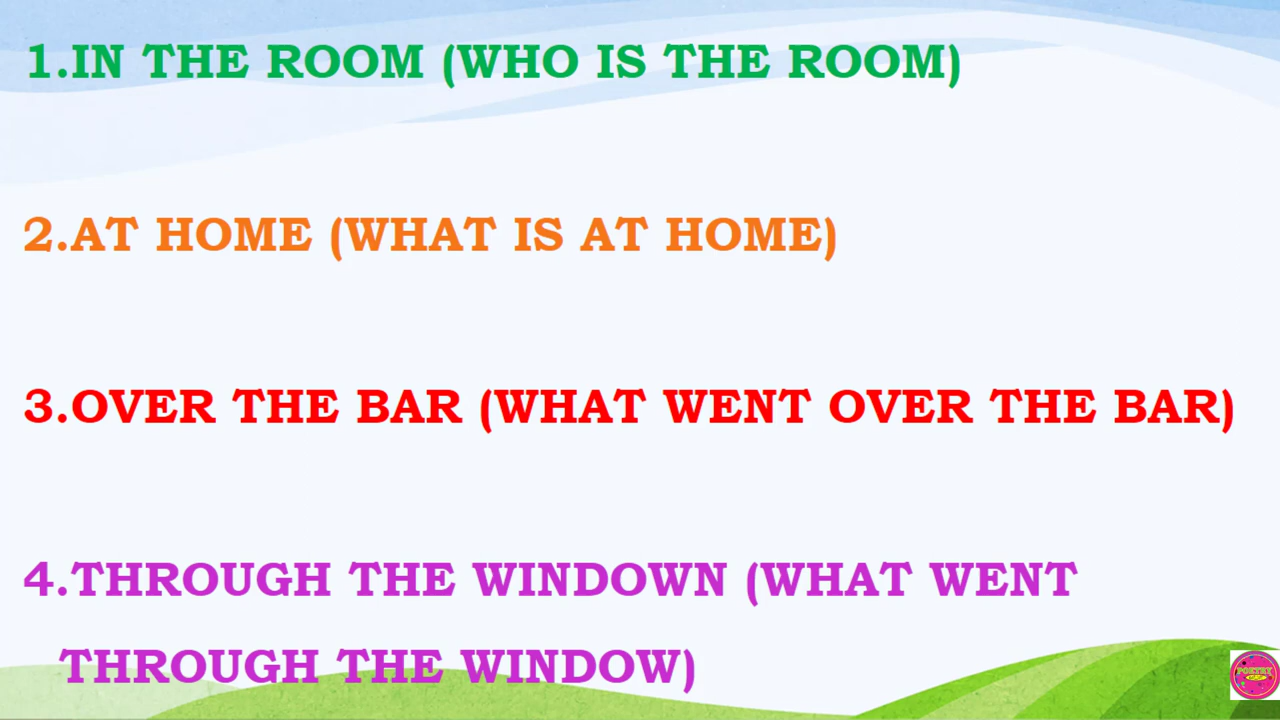 1.IN THE ROOM (WHO IS THE ROOM)
2.AT HOME (WHAT IS AT HOME)
3.OVER THE BAR (WHAT WENT OVER THE BAR)
4.THROUGH THE WINDOWN (WHAT WENT
THROUGH THE WINDOW)
POETRY